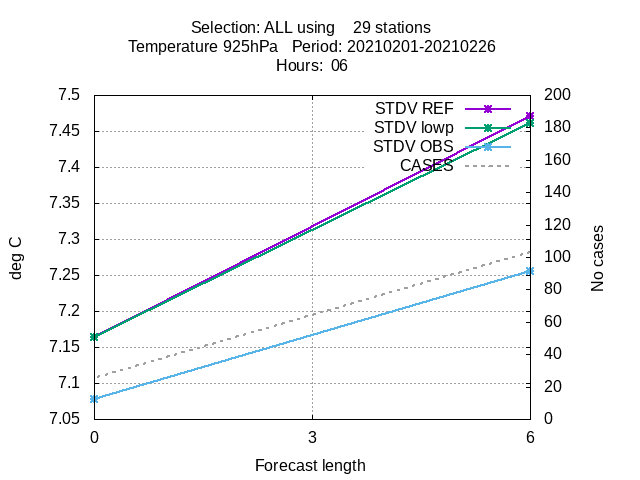 Selection: ALL using    29 stations
Temperature 925hPa   Period: 20210201-20210226
Hours:  06
7.5
7.45
7.4
7.35
7.3
7.25
7.2
7.15
7.1
7.05
deg C
STDV REF
STDV lowp
STDV OBS
CASES
200
180
160
140
120
100
80
60
40
20
0
No cases
0 3 6
Forecast length